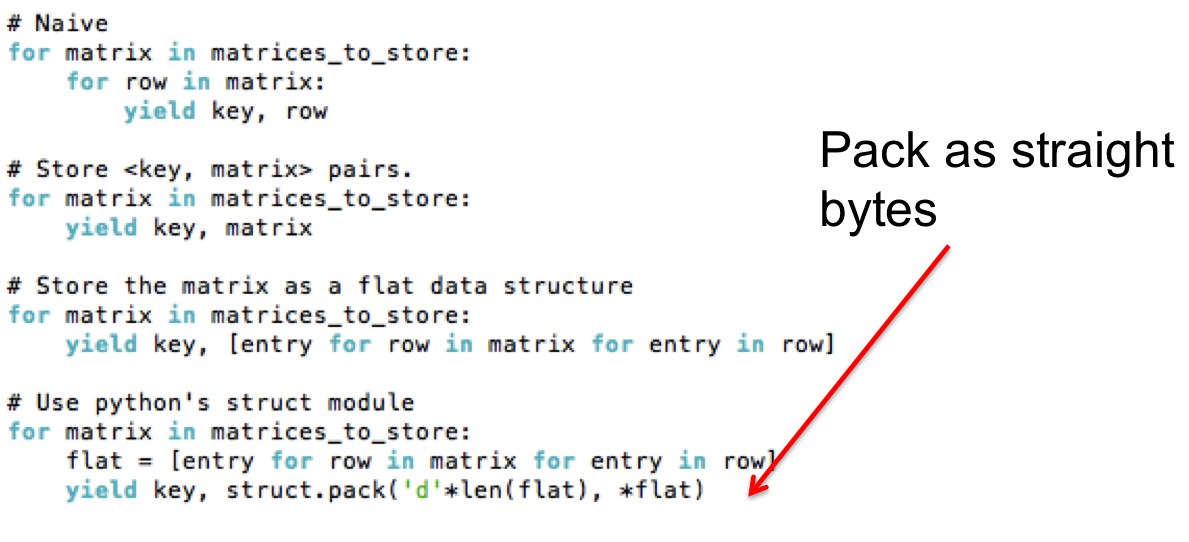 # Naive
for matrix in matrices_to_store:
    for row in matrix:
        yield key, row
# Store <key, matrix> pairs.
for matrix in matrices_to_store:
    yield key, matrix
# Store the matrix as a flat data structure
for matrix in matrices_to_store:
    yield key, [entry for row in matrix for entry in row]
# Use python's struct module
for matrix in matrices_to_store:
    flat = [entry for row in matrix for entry in row]
    yield key, struct.pack('d'*len(flat), *flat)
Pack as straight
bytes